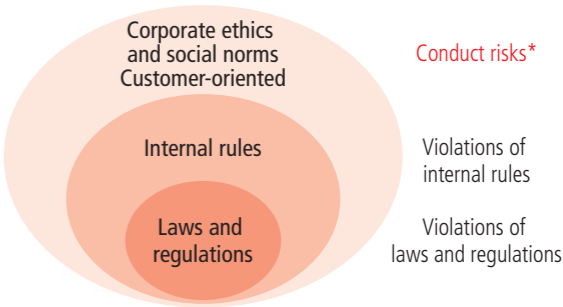 Corporate ethics
and social norms
Customer-oriented
Conduct risks*
Internal rules
Violations of
internal rules
Laws and
regulations
Violations of
laws and regulations